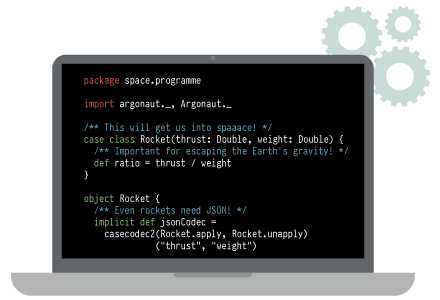 package space.programme
import argonaut._, Argonaut._
/** This will get us into spaaace! */
case class Rocket(thrust: Double, weight: Double) {
/** Important for escaping the Earth's gravity! */
def ratio = thrust / weight
}
object Rocket {
/** Even rockets need JSON! */
implicit def jsonCodec =
casecodec2(Rocket.apply, Rocket.unapply)
("thrust", "weight")